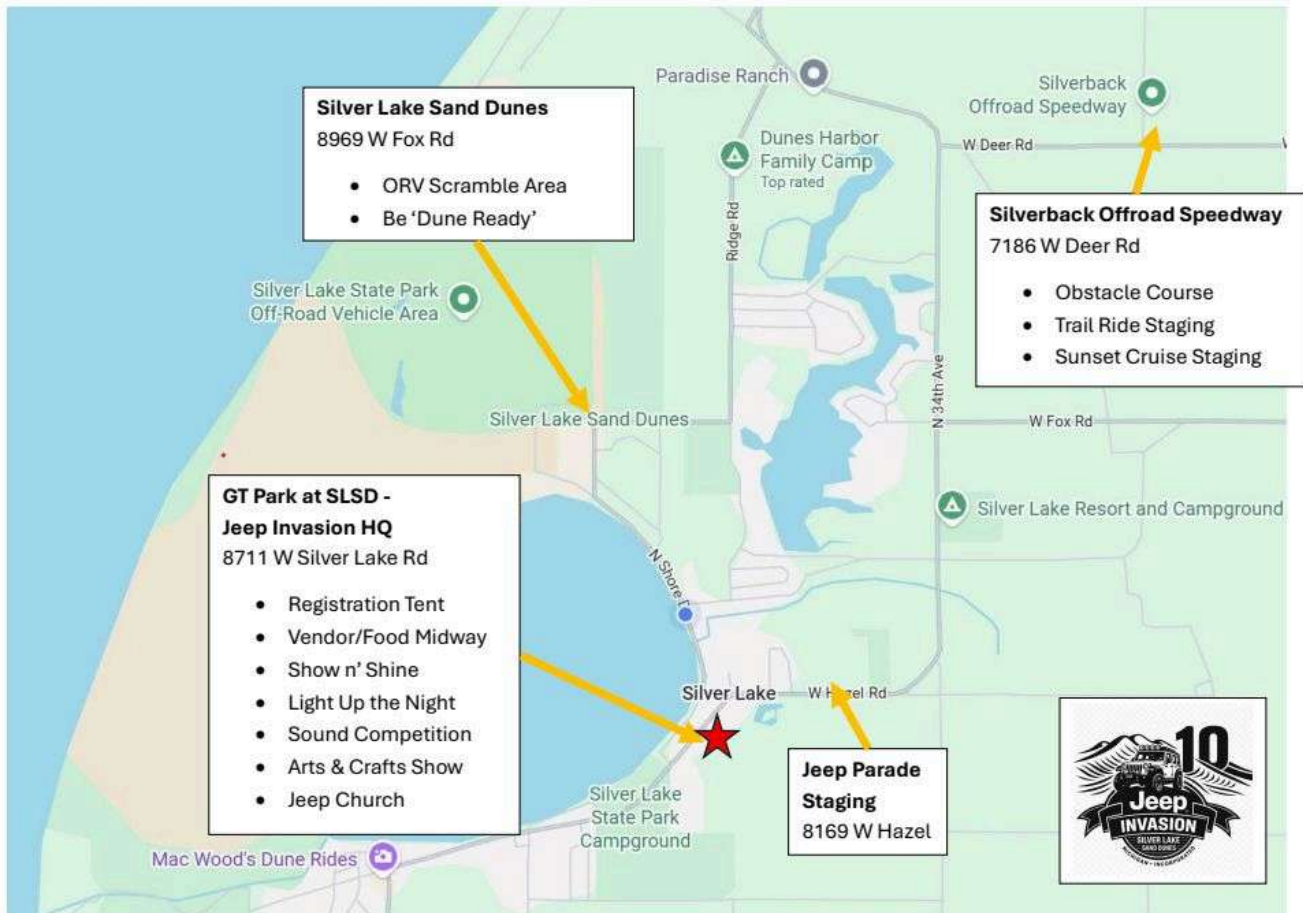 Silver Lake Sand Dunes
8969 W Fox Rd
• ORV Scramble Area
• Be ‘Dune Ready’
Paradise Ranch
Dunes Harbor
Family Camp
Top rated
Silverback
Offroad Speedway
W Deer Rd
W
Silverback Offroad Speedway
7186 W Deer Rd
• Obstacle Course
• Trail Ride Staging
• Sunset Cruise Staging
Ridge Rd
Silver Lake State Park
Off-Road Vehicle Area
N 34th Ave
Silver Lake Sand Dunes
W Fox Rd
GT Park at SLSD -
Jeep Invasion HQ
8711 W Silver Lake Rd
• Registration Tent
• Vendor/Food Midway
• Show n’ Shine
• Light Up the Night
• Sound Competition
• Arts & Crafts Show
• Jeep Church
Silver Lake Resort and Campground
N Shore D
Silver Lake
W Hazel Rd
Jeep Parade
Staging
8169 W Hazel
Silver Lake
State Park
Campground
Mac Wood's Dune Rides
10
Jeep
INVASION
SILVER LAKE
SAND DUNES
MICHIGAN • INCORPORATED